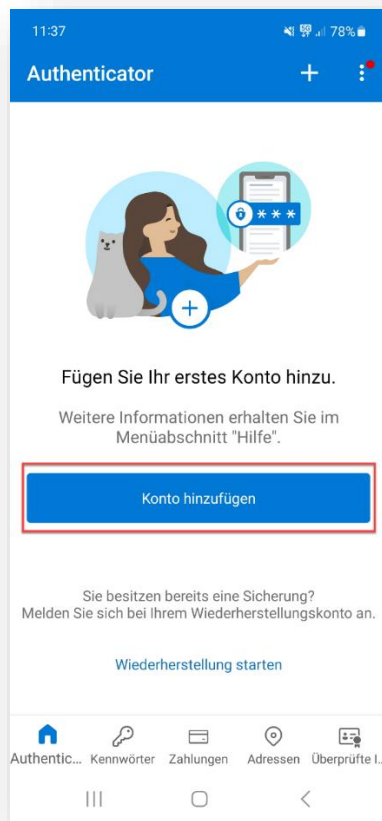 11:37 78%
Authenticator
Fügen Sie Ihr erstes Konto hinzu.
Weitere Informationen erhalten Sie im
Menüabschnitt "Hilfe".
Konto hinzufügen
Sie besitzen bereits eine Sicherung?
Melden Sie sich bei Ihrem Wiederherstellungskonto an.
Wiederherstellung starten
Authentic... Kennwörter Zahlungen Adressen Überprüfte I...